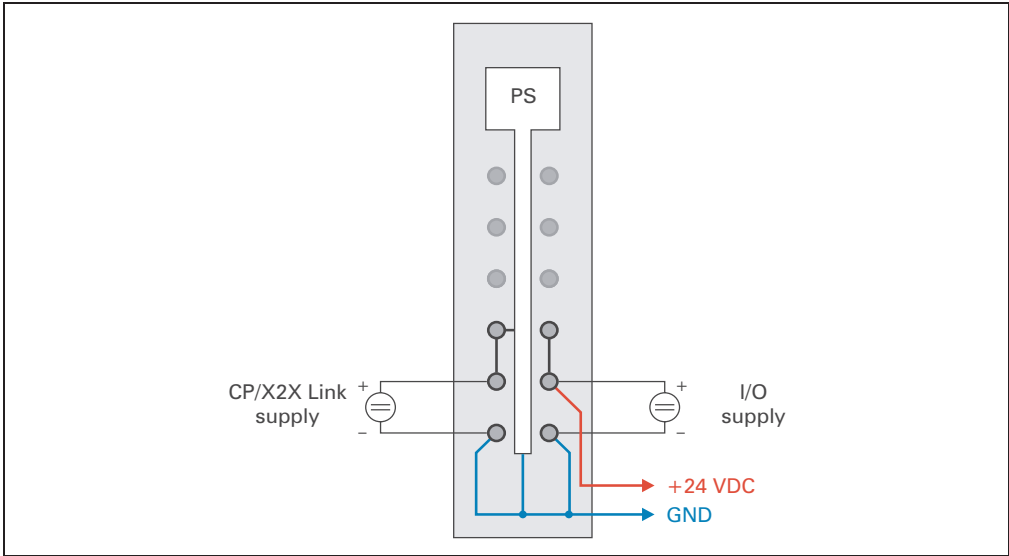 PS
CP/X2X Link
supply
+
−
+
−
I/O
supply
+24 VDC
GND